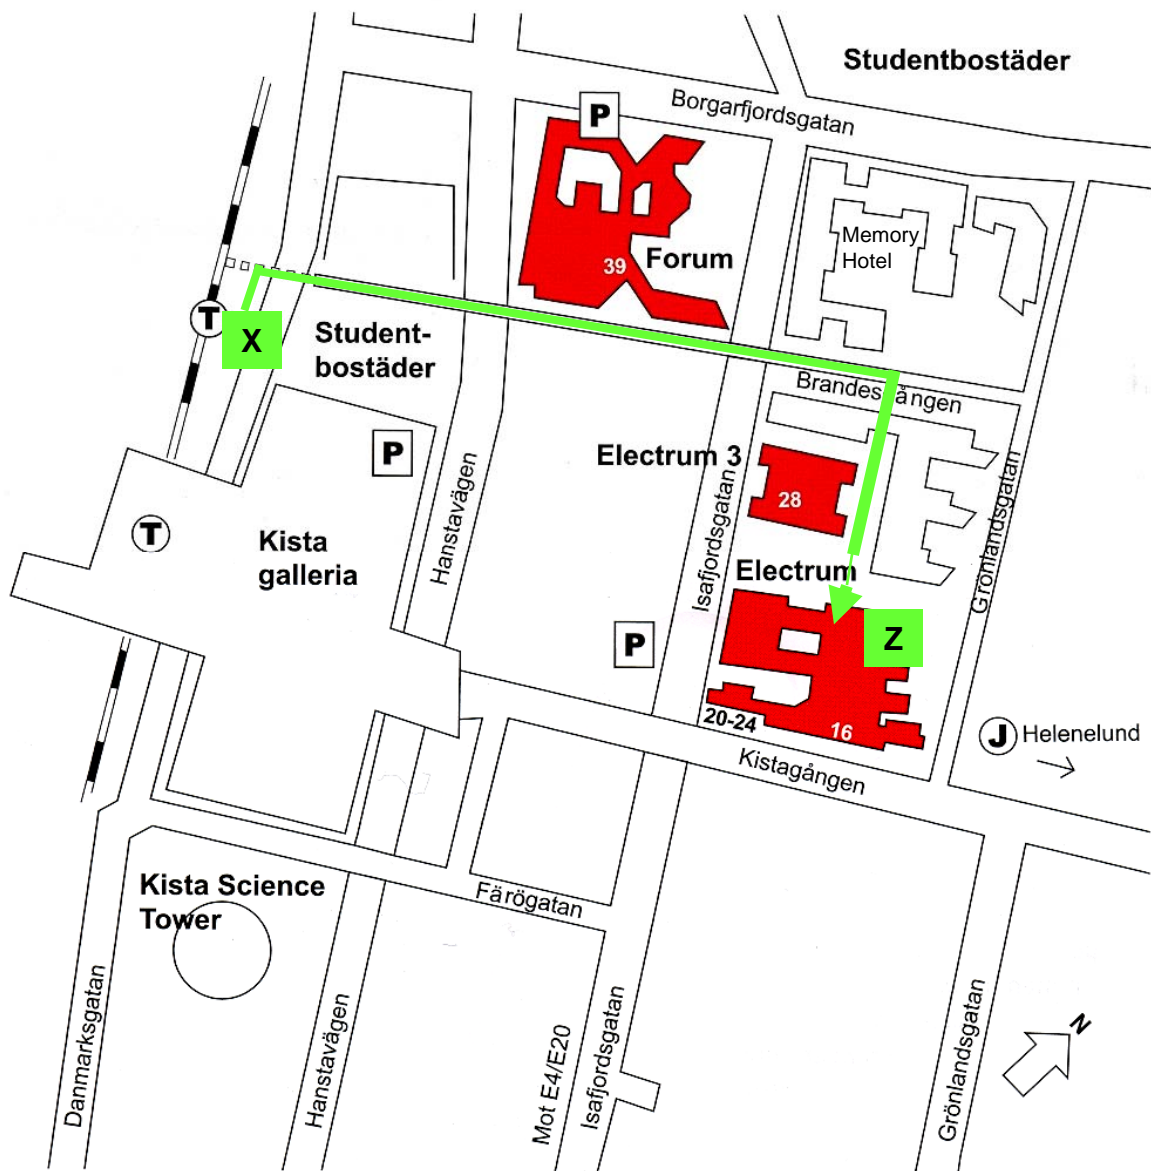 Studentbostäder
P
Borgarfjordsgatan
Memory
Hotel
Forum
39
T
X
Student-
bostäder
Brandesgången
P
Electrum 3
28
Hanstavägen
Isafjordsgatan
Grönlandsgatan
T
Kista
galleria
Electrum
P
Z
20-24
16
J Helenelund
Kistagången
Kista Science
Tower
Färögatan
Danmarksgatan
Hanstavägen
Mot E4/E20
Isafjordsgatan
Grönlandsgatan
N